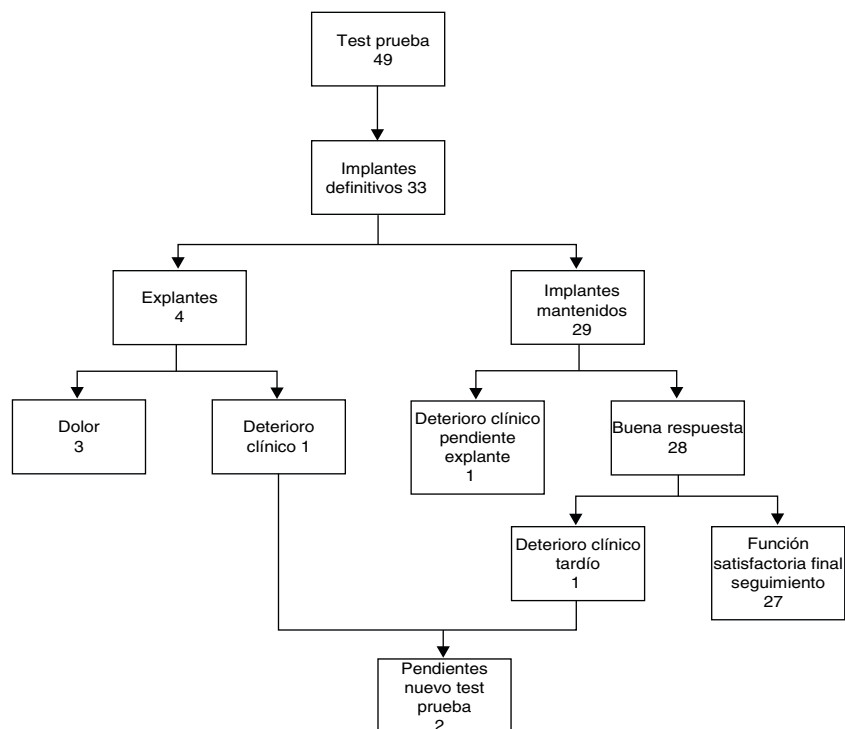 Test prueba
49
Implantes
definitivos 33
Explantes
4
Implantes
mantenidos
29
Dolor
3
Deterioro
clínico 1
Deterioro clínico
pendiente
explante
1
Buena respuesta
28
Deterioro clínico
tardío
1
Función
satisfactoria final
seguimiento
27
Pendientes
nuevo test
prueba
2